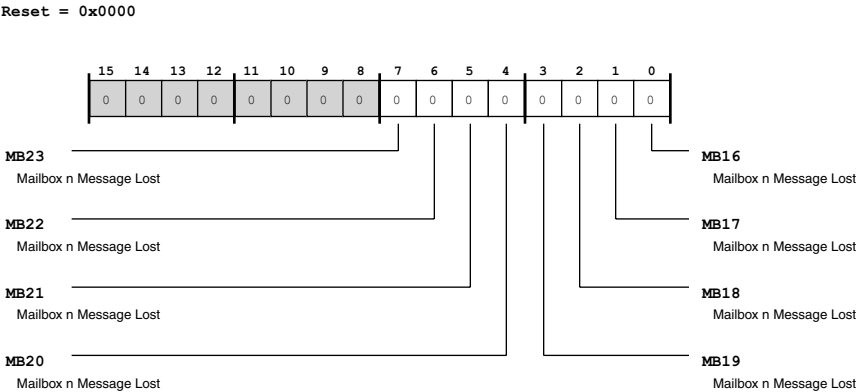 Reset = 0x0000
15 14 13 12 11 10 9 8 7 6 5 4 3 2 1 0
0 0 0 0 0 0 0 0 0 0 0 0 0 0 0 0
MB23
Mailbox n Message Lost
MB22
Mailbox n Message Lost
MB21
Mailbox n Message Lost
MB20
Mailbox n Message Lost
MB16
Mailbox n Message Lost
MB17
Mailbox n Message Lost
MB18
Mailbox n Message Lost
MB19
Mailbox n Message Lost